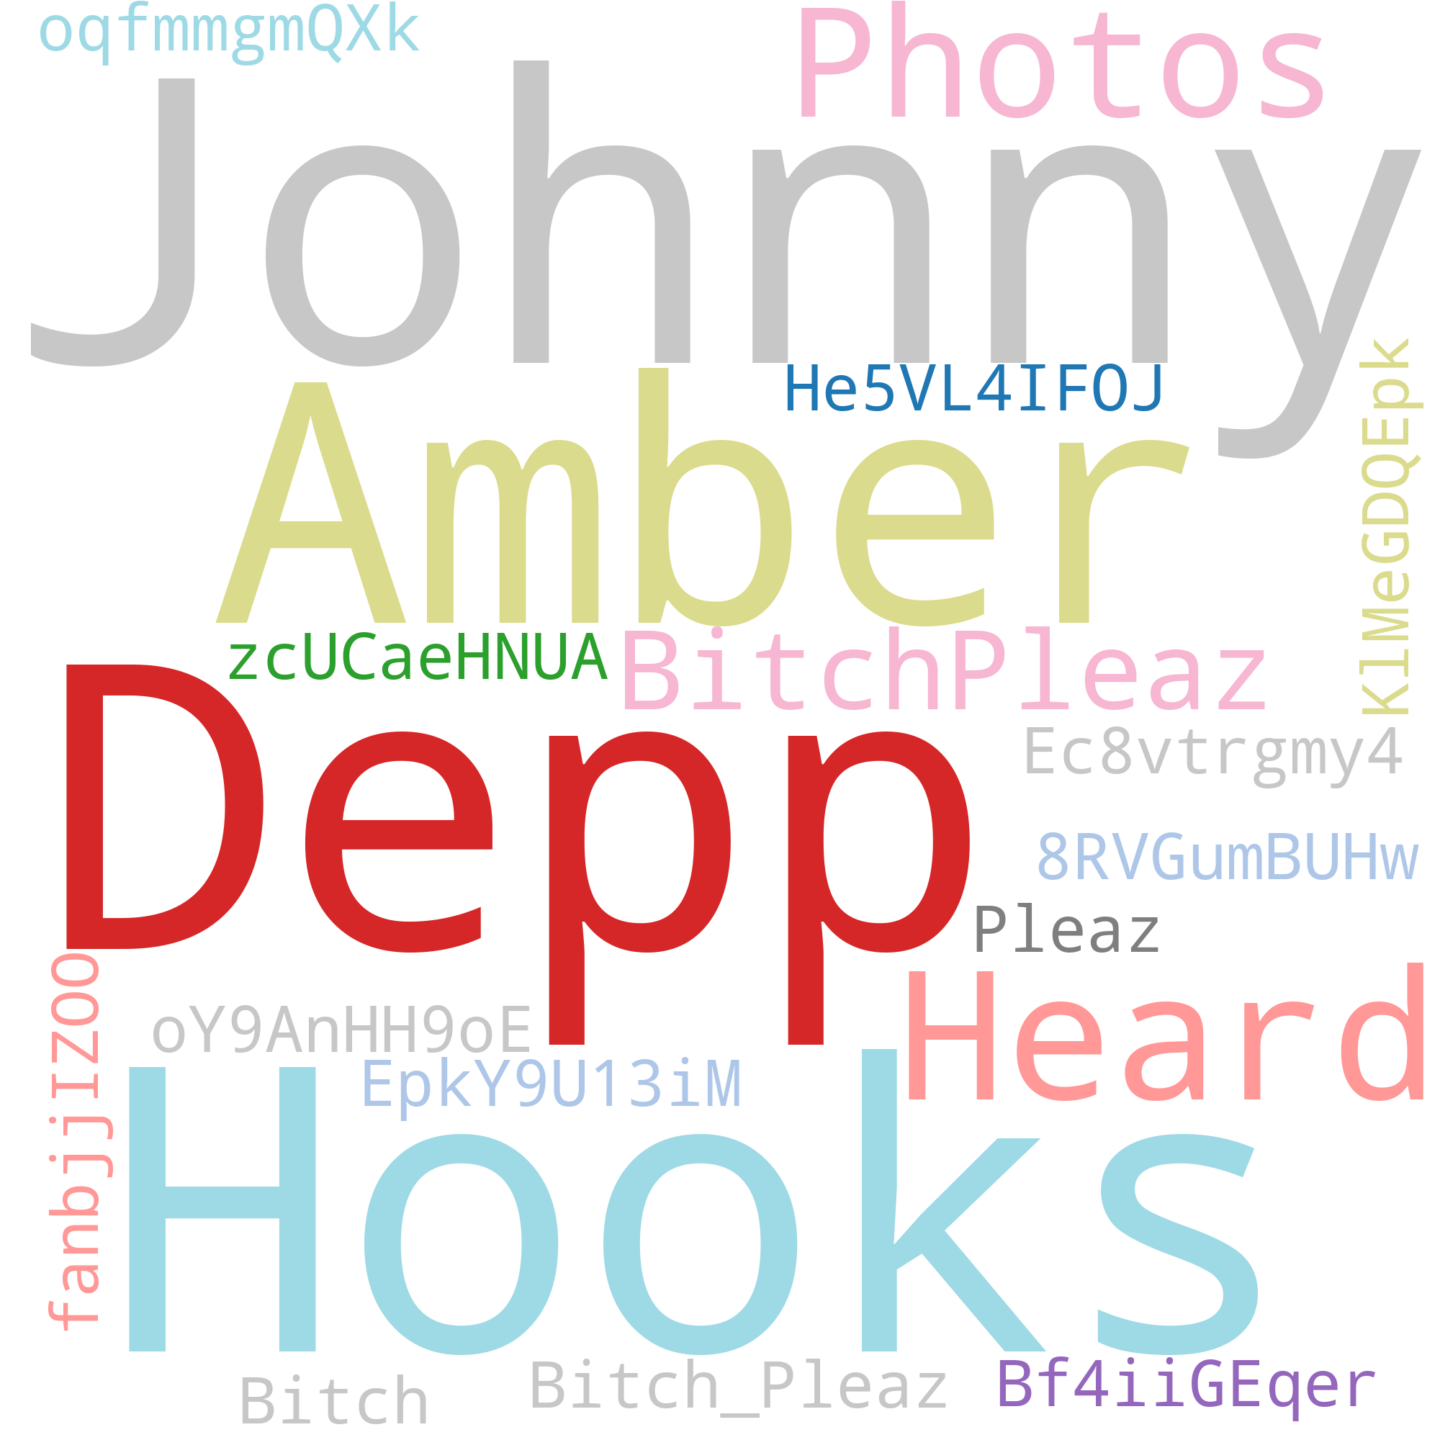 oqfmmgmQXk
Photos
Johnny
He5VL4IFOJ
KlMeGDQEpk
Amber
zcUCaeHNUA
BitchPleaz
Depp
Ec8vtrgmy4
8RVGumBUHw
Pleaz
Heard
fanbjjIZOO
oY9AnHH9oE
EpkY9U13iM
Hooks
Bitch
Bitch_Pleaz
Bf4iiGEqer